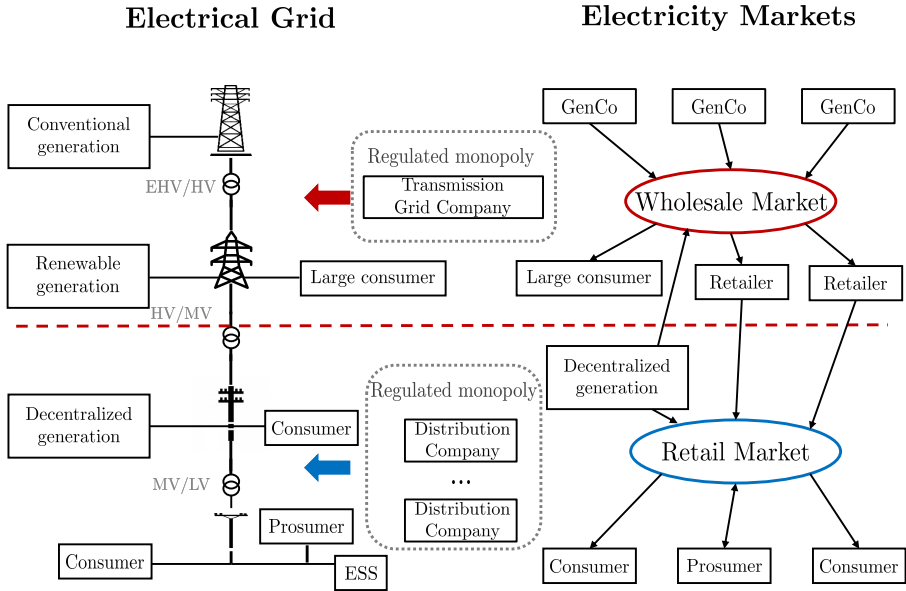 Electrical Grid
Electricity Markets
Conventional
generation
EHV/HV
Renewable
generation
Large consumer
HV/MV
Decentralized
generation
Consumer
MV/LV
Prosumer
Consumer
ESS
Regulated monopoly
Transmission
Grid Company
Regulated monopoly
Distribution
Company
...
Distribution
Company
GenCo
GenCo
GenCo
Wholesale Market
Large consumer
Retailer
Retailer
Decentralized
generation
Retail Market
Consumer
Prosumer
Consumer